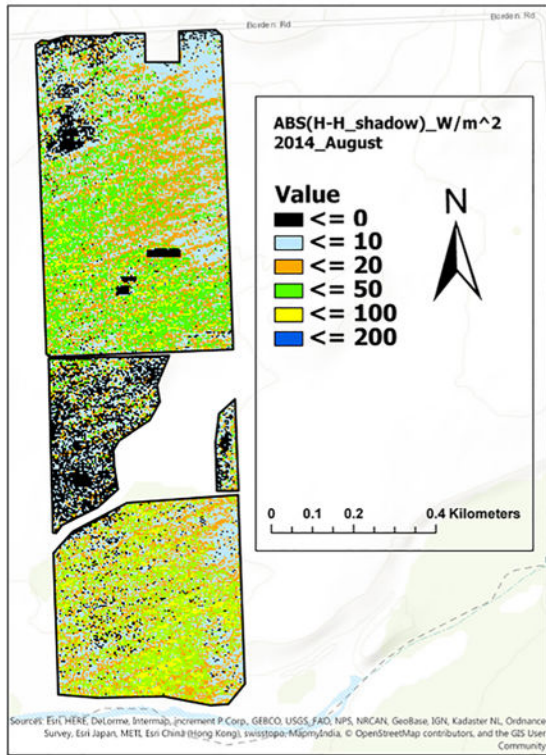 Borden Rd
Borden Rd
ABS(H-H_shadow)_W/m^2
2014_August
Value
<= 0
<= 10
<= 20
<= 50
<= 100
<= 200
N
0 0.1 0.2 0.4 Kilometers
Sources: Esri, HERE, DeLorme, Intermap, increment P Corp., GEBCO, USGS, FAO, NPS, NRCAN, GeoBase, IGN, Kadaster NL, Ordnance
Survey, Esri Japan, METI, Esri China (Hong Kong), swisstopo, MapmyIndia, © OpenStreetMap contributors, and the GIS User
Community